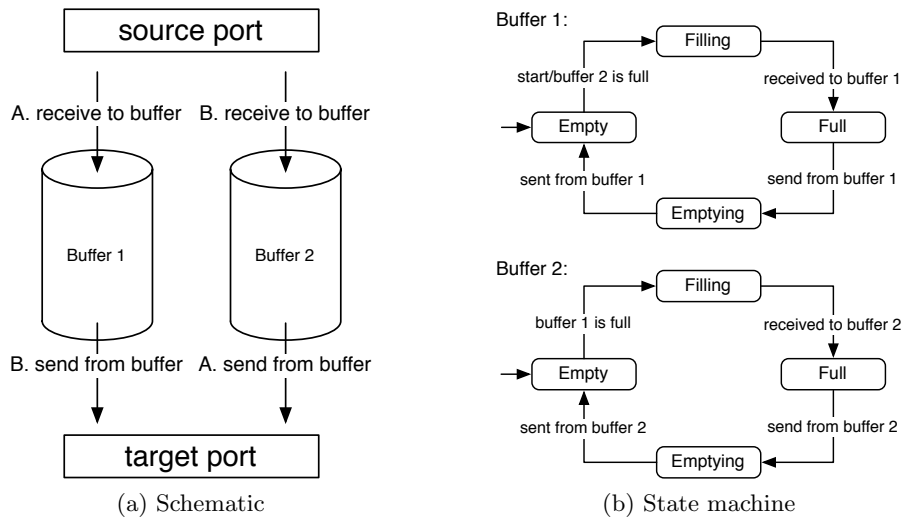 source port
A. receive to buffer
B. receive to buffer
Buffer 1
Buffer 2
B. send from buffer
A. send from buffer
target port
(a) Schematic
Buffer 1:
Filling
start/buffer 2 is full
received to buffer 1
Empty
Full
sent from buffer 1
send from buffer 1
Emptying
Buffer 2:
Filling
buffer 1 is full
received to buffer 2
Empty
Full
sent from buffer 2
send from buffer 2
Emptying
(b) State machine